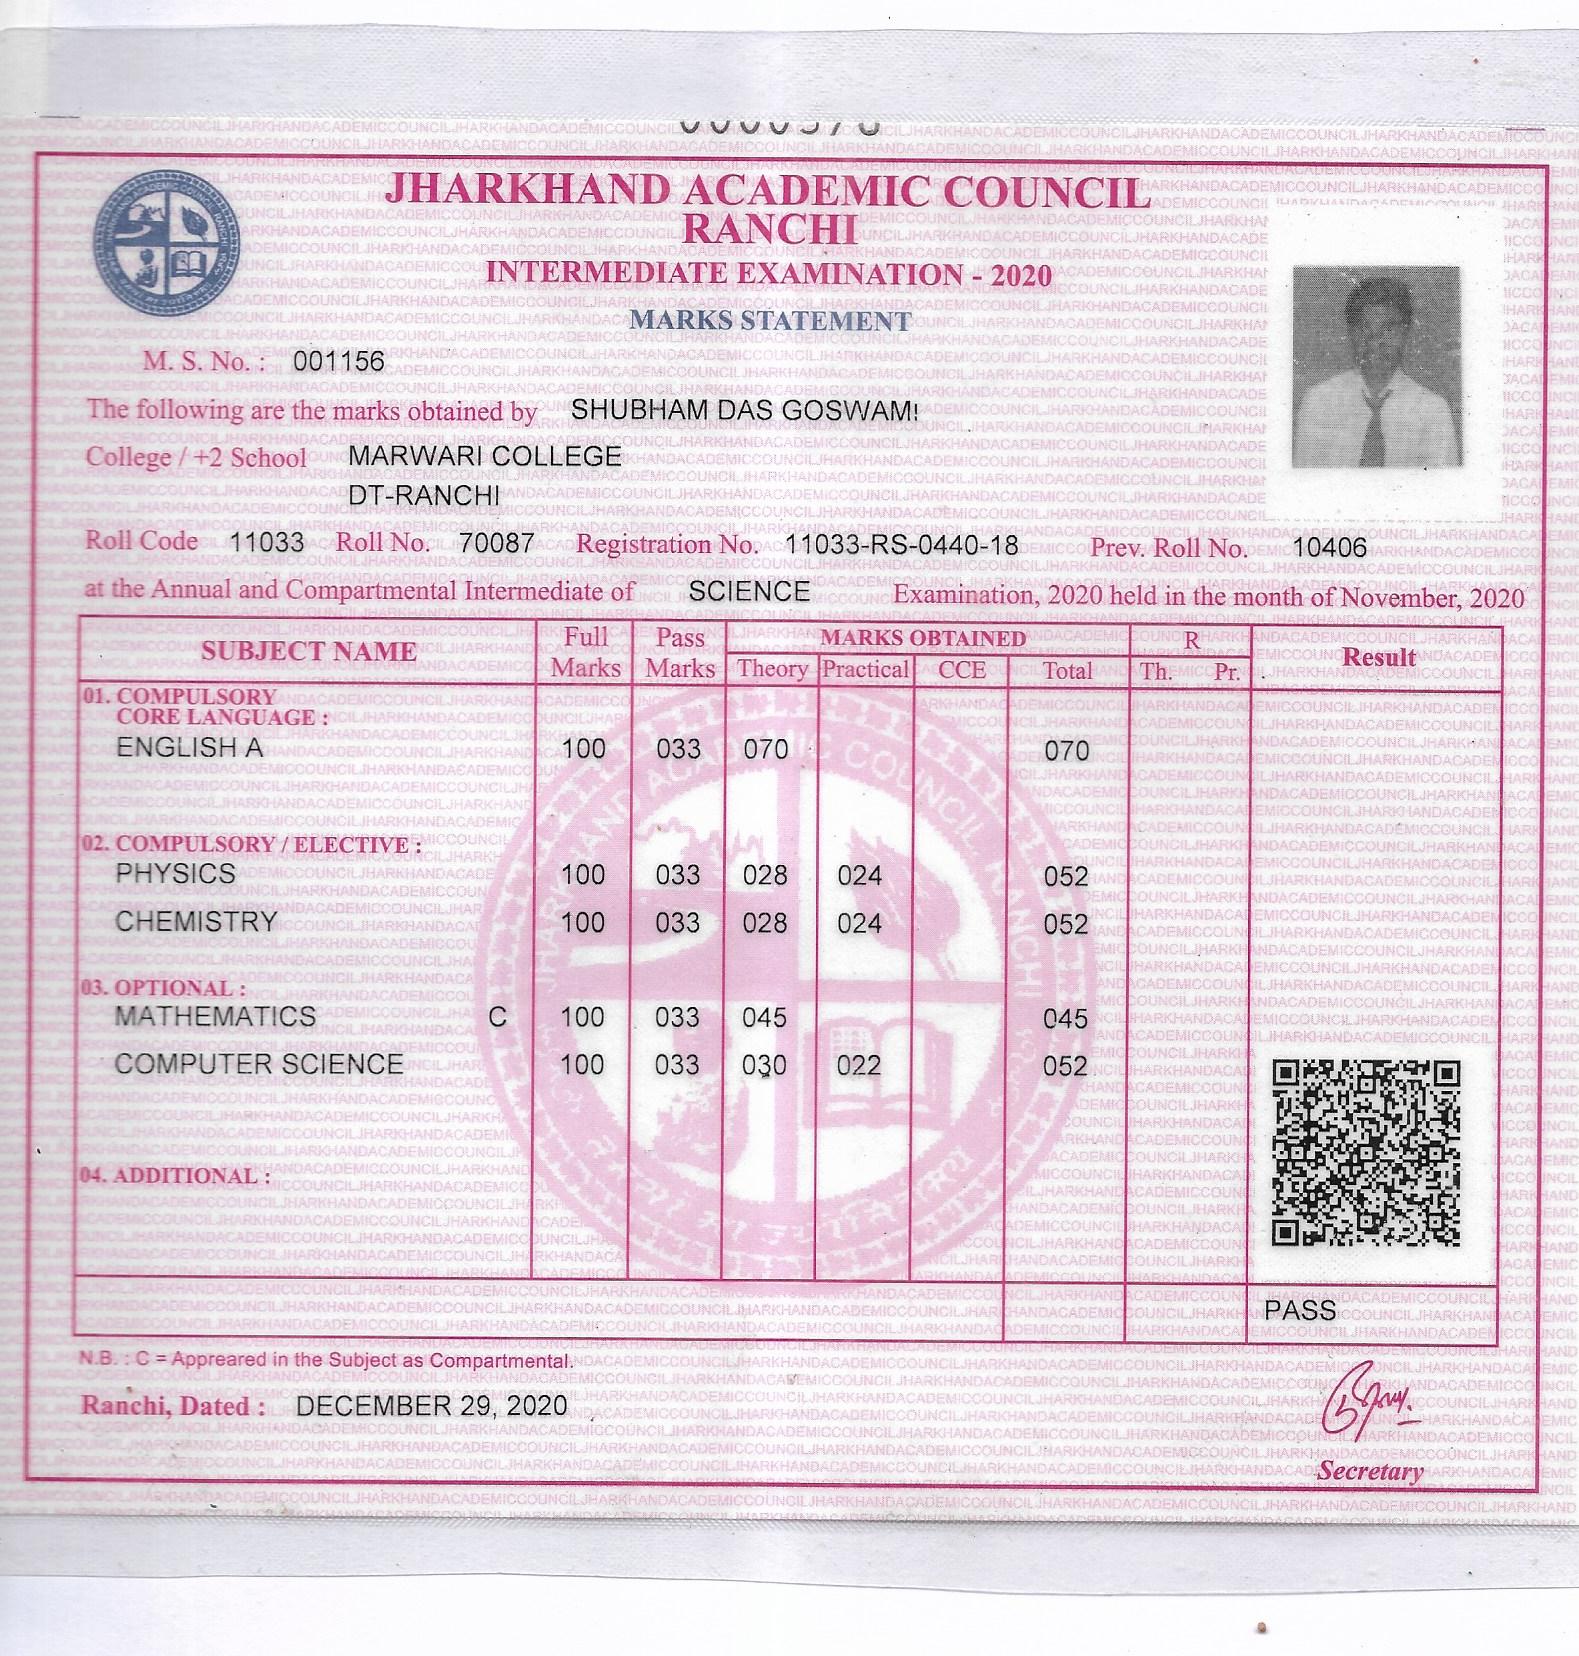 JHARKHAND ACADEMIC COUNCIL
RANCHI
INTERMEDIATE EXAMINATION - 2020
MARKS STATEMENT
M. S. No. : 001156
The following are the marks obtained by SHUBHAM DAS GOSWAMI
College / +2 School MARWARI COLLEGE
DT-RANCHI
Roll Code 11033 Roll No. 70087 Registration No. 11033-RS-0440-18 Prev. Roll No. 10406
at the Annual and Compartmental Intermediate of SCIENCE Examination, 2020 held in the month of November, 2020
SUBJECT NAME Full Marks Pass Marks MARKS OBTAINED R Result
Theory Practical CCE Total Th. Pr.
01. COMPULSORY
CORE LANGUAGE :
ENGLISH A 100 033 070 070
02. COMPULSORY / ELECTIVE :
PHYSICS 100 033 028 024 052
CHEMISTRY 100 033 028 024 052
03. OPTIONAL :
MATHEMATICS C 100 033 045 045
COMPUTER SCIENCE 100 033 030 022 052
04. ADDITIONAL :
PASS
N.B. : C = Appreared in the Subject as Compartmental.
Ranchi, Dated : DECEMBER 29, 2020
Secretary